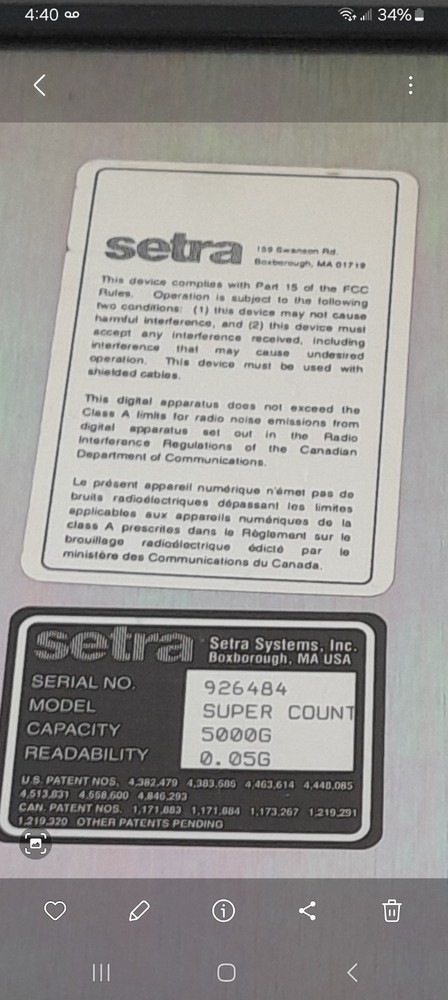 4:40
34%
setra
159 Swanson Rd.
Boxborough, MA 01719
This device complies with Part 15 of the FCC
Rules. Operation is subject to the following
two conditions: (1) this device may not cause
harmful interference, and (2) this device must
accept any interference received, including
interference that may cause undesired
operation. This device must be used with
shielded cables.
This digital apparatus does not exceed the
Class A limits for radio noise emissions from
digital apparatus set out in the Radio
Interference Regulations of the Canadian
Department of Communications.
Le présent appareil numérique n'émet pas de
bruits radioélectriques dépassant les limites
applicables aux appareils numériques de la
classe A prescrites dans le Règlement sur le
brouillage radioélectrique édicté par le
ministère des Communications du Canada.
setra Setra Systems, Inc.
Boxborough, MA USA
SERIAL NO. 926484
MODEL SUPER COUNT
CAPACITY 5000G
READABILITY 0.05G
U.S. PATENT NOS. 4,382,479 4,383,586 4,463,614 4,448,085
4,513,831 4,558,600 4,846,293
CAN. PATENT NOS. 1,171,883 1,171,884 1,173,267 1,219,291
1,219,320 OTHER PATENTS PENDING